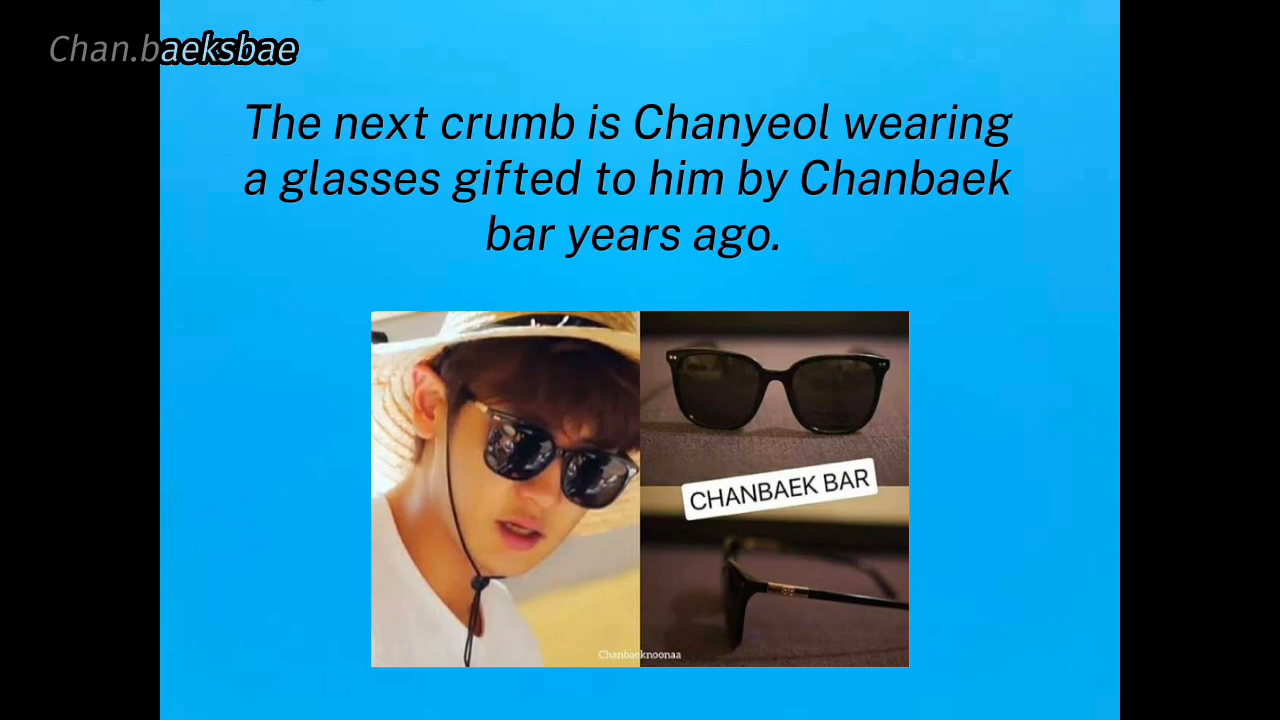 Chan.baeksbae
The next crumb is Chanyeol wearing
a glasses gifted to him by Chanbaek
bar years ago.
CHANBAEK BAR
Chanbaeknoonaa